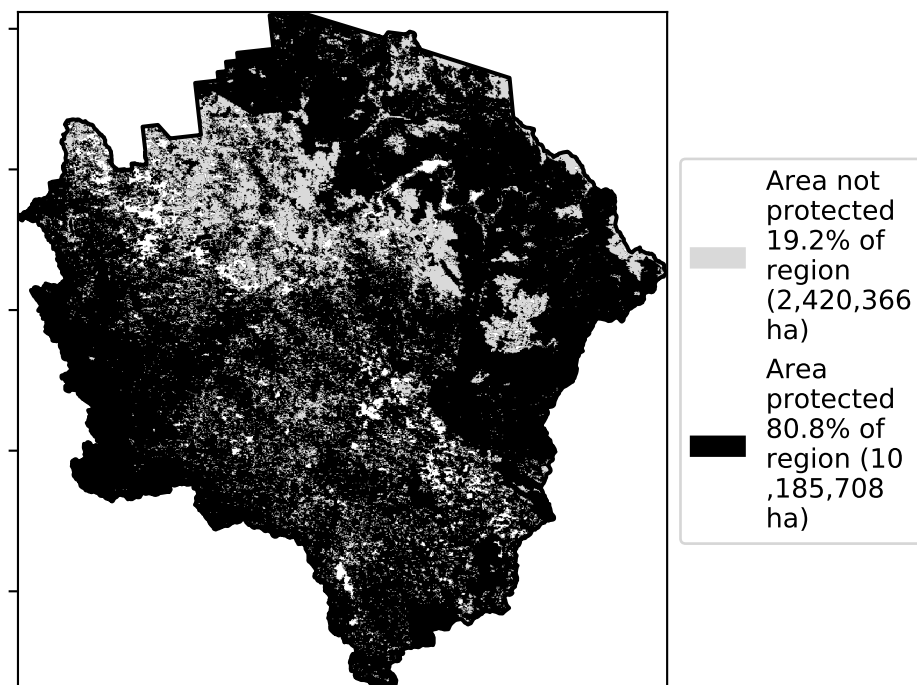 Area not
protected
19.2% of
region
(2,420,366
ha)
Area
protected
80.8% of
region (10
,185,708
ha)